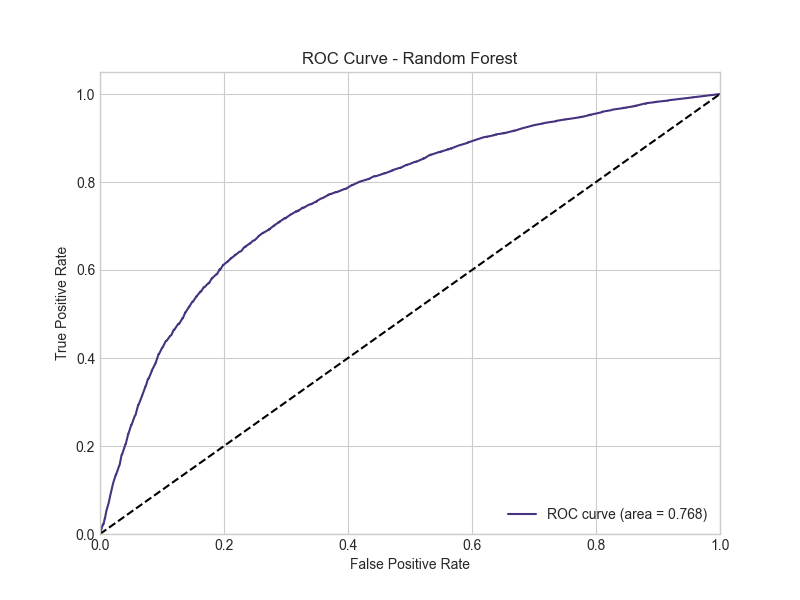 ROC Curve - Random Forest
True Positive Rate
1.0
0.8
0.6
0.4
0.2
0.0
ROC curve (area = 0.768)
0.0 0.2 0.4 0.6 0.8 1.0
False Positive Rate